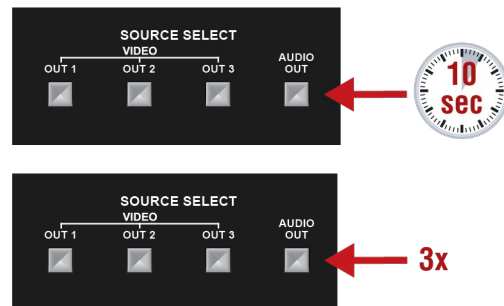 SOURCE SELECT
VIDEO
OUT 1 OUT 2 OUT 3 AUDIO OUT
10 sec
SOURCE SELECT
VIDEO
OUT 1 OUT 2 OUT 3 AUDIO OUT
3x